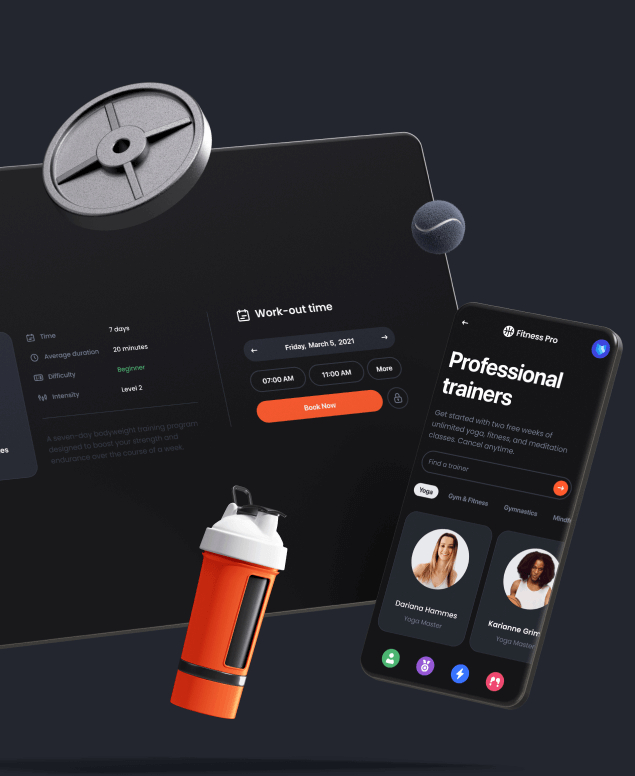 Time
7 days
Average duration
20 minutes
Difficulty
Beginner
Intensity
Level 2
A seven-day bodyweight training program
designed to boost your strength and
endurance over the course of a week.
Work-out time
Friday, March 5, 2021
07:00 AM
11:00 AM
More
Book Now
Fitness Pro
Professional
trainers
Get started with two free weeks of
unlimited yoga, fitness, and meditation
classes. Cancel anytime.
Find a trainer
Yoga
Gym & Fitness
Gymnastics
Mindf
Dariana Hammes
Yoga Master
Karianne Grim
Yoga Master